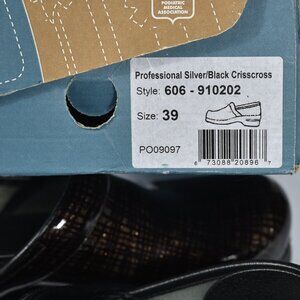 PODIATRIC
MEDICAL
ASSOCIATION
Professional Silver/Black Crisscross
Style: 606 - 910202
Size: 39
PO09097
6 73088 20896 7